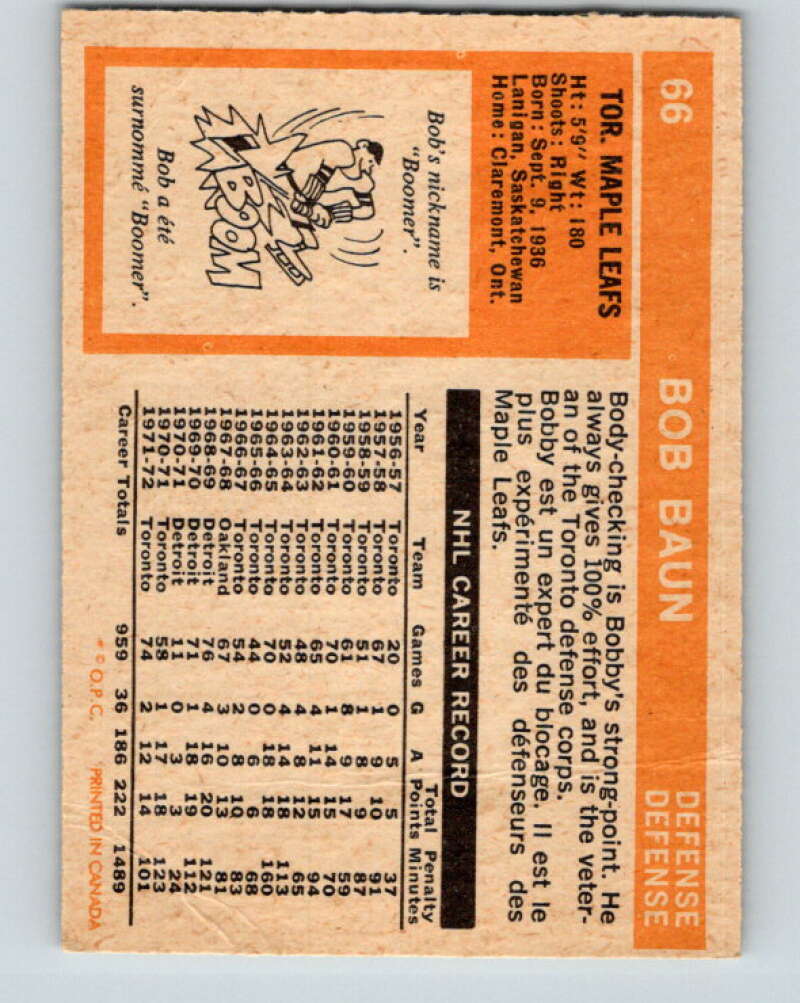 66 BOB BAUN DEFENSE
DEFENSE
TOR. MAPLE LEAFS
Ht: 5'9" Wt: 180
Shoots: Right
Born: Sept. 9, 1936
Lanigan, Saskatchewan
Home: Claremont, Ont.
Bob's nickname is
"Boomer".
BOOM
Bob a été
surnommé "Boomer".
Body-checking is Bobby's strong-point. He
always gives 100% effort, and is the veter-
an of the Toronto defense corps.
Bobby est un expert du blocage. Il est le
plus expérimenté des défenseurs des
Maple Leafs.
NHL CAREER RECORD
Total Penalty
Year Team Games G A Points Minutes
1956-57 Toronto 20 0 5 5 37
1957-58 Toronto 67 1 9 10 91
1958-59 Toronto 51 1 8 9 87
1959-60 Toronto 61 8 9 17 59
1960-61 Toronto 70 1 14 15 70
1961-62 Toronto 65 4 11 15 94
1962-63 Toronto 48 4 8 12 65
1963-64 Toronto 52 4 14 18 113
1964-65 Toronto 70 0 18 18 160
1965-66 Toronto 44 0 6 6 68
1966-67 Toronto 54 2 8 10 83
1967-68 Oakland 67 3 10 13 81
1968-69 Detroit 76 4 16 20 121
1969-70 Detroit 71 1 18 19 112
1970-71 Detroit 11 0 3 3 24
1970-71 Toronto 58 1 17 18 123
1971-72 Toronto 74 2 12 14 101
Career Totals 959 36 186 222 1489
* © O.P.C. PRINTED IN CANADA